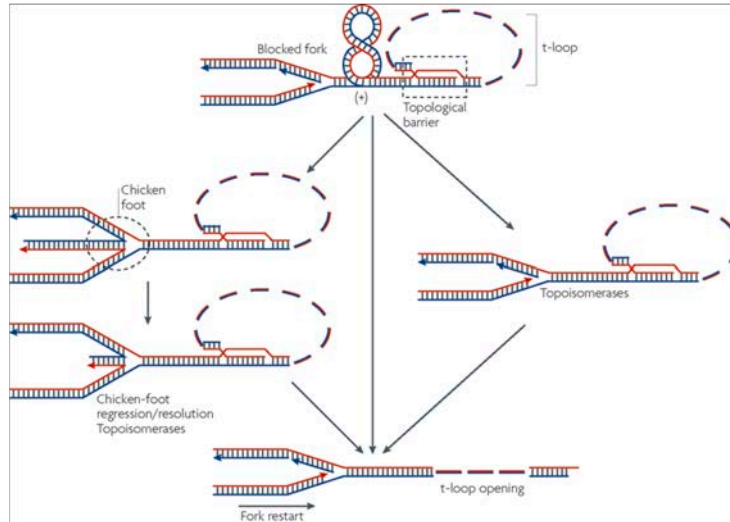 Blocked fork
t-loop
(+)
Topological
barrier
Chicken
foot
Topoisomerases
Chicken-foot
regression/resolution
Topoisomerases
t-loop opening
Fork restart